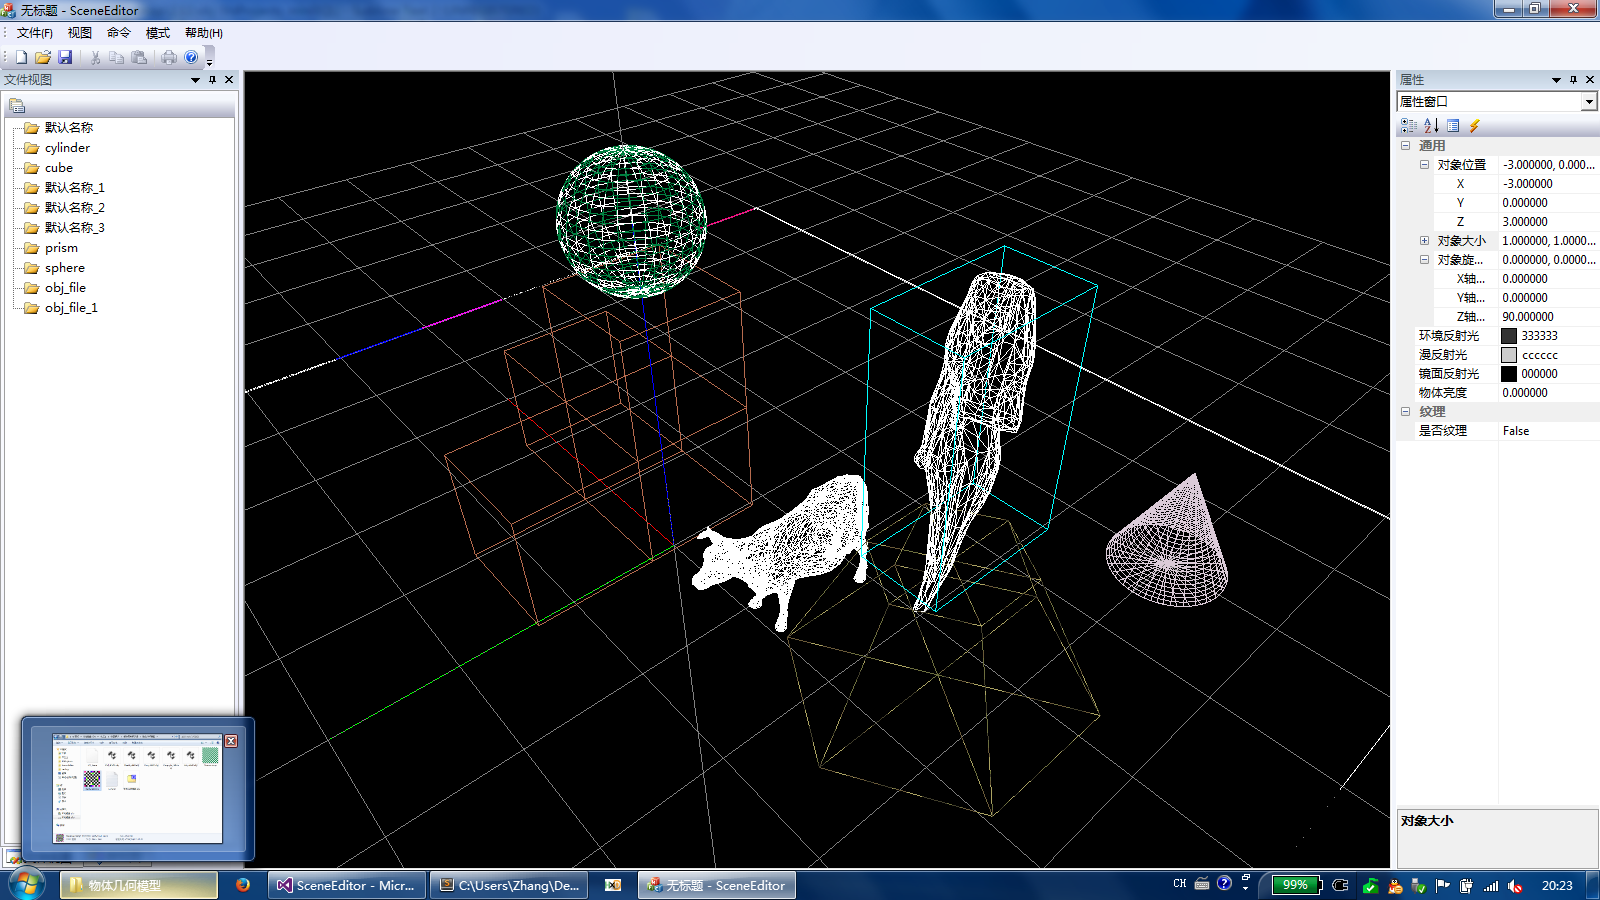 无标题 - SceneEditor
文件(F) 视图 命令 模式 帮助(H)
文件视图
默认名称
cylinder
cube
默认名称_1
默认名称_2
默认名称_3
prism
sphere
obj_file
obj_file_1
属性
属性窗口
通用
对象位置 -3.000000, 0.000...
X -3.000000
Y 0.000000
Z 3.000000
对象大小 1.000000, 1.0000...
对象旋... 0.000000, 0.0000...
X轴... 0.000000
Y轴... 0.000000
Z轴... 90.000000
环境反射光 333333
漫反射光 cccccc
镜面反射光 000000
物体亮度 0.000000
纹理
是否纹理 False
对象大小
物体几何模型
SceneEditor - Micr...
C:\Users\Zhang\De...
无标题 - SceneEditor
CH
99%
20:23